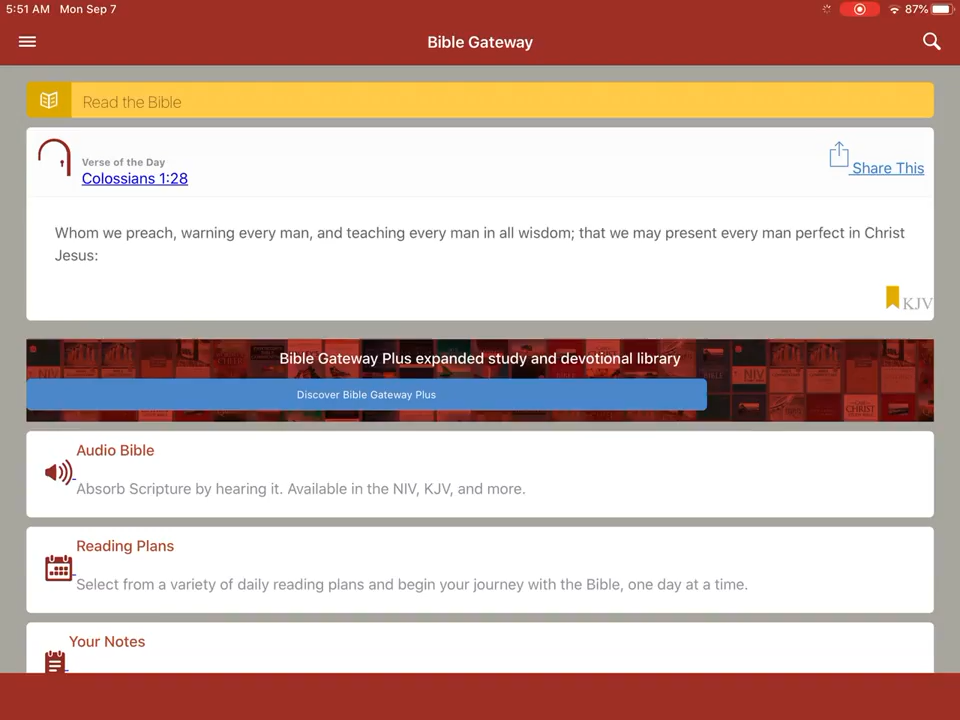 5:51 AM Mon Sep 7
87%
Bible Gateway
Read the Bible
Verse of the Day
Colossians 1:28
Share This
Whom we preach, warning every man, and teaching every man in all wisdom; that we may present every man perfect in Christ
Jesus:
KJV
Bible Gateway Plus expanded study and devotional library
Discover Bible Gateway Plus
Audio Bible
Absorb Scripture by hearing it. Available in the NIV, KJV, and more.
Reading Plans
Select from a variety of daily reading plans and begin your journey with the Bible, one day at a time.
Your Notes